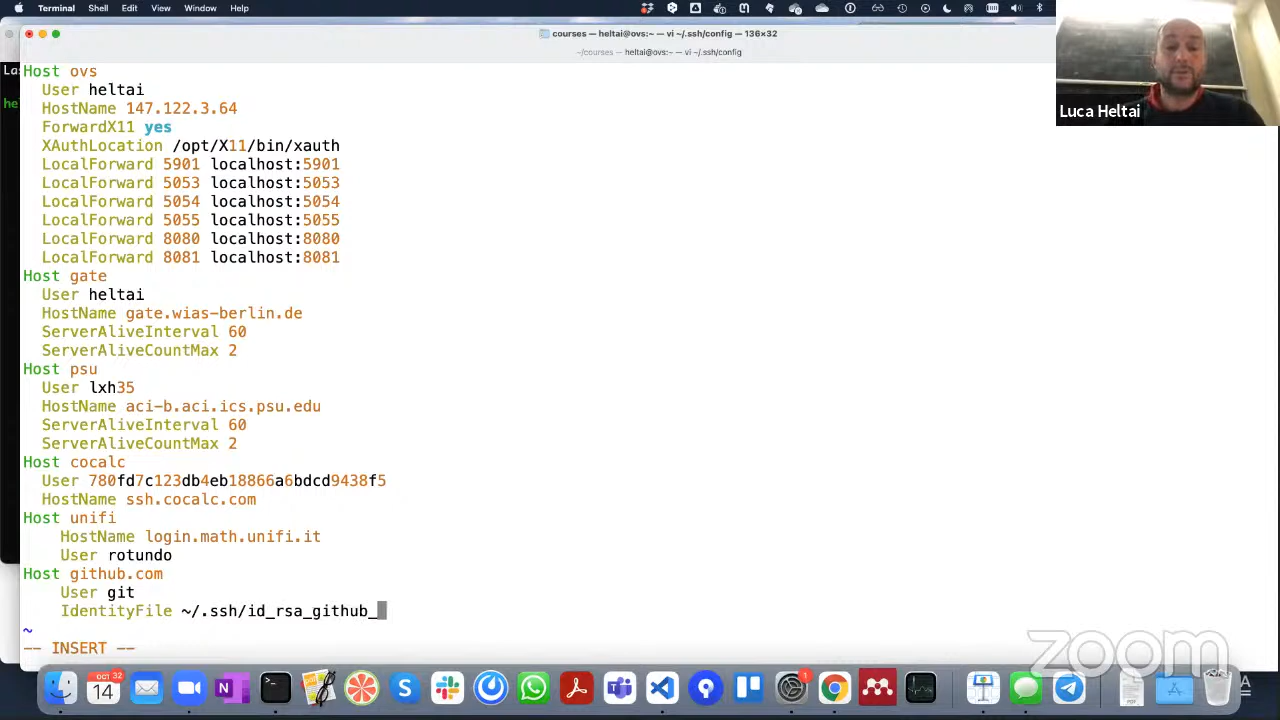 Terminal Shell Edit View Window Help
courses — heltai@ovs:~ — vi ~/.ssh/config — 136×32
~/courses — heltai@ovs:~ — vi ~/.ssh/config
Las
he
Host ovs
User heltai
HostName 147.122.3.64
ForwardX11 yes
XAuthLocation /opt/X11/bin/xauth
LocalForward 5901 localhost:5901
LocalForward 5053 localhost:5053
LocalForward 5054 localhost:5054
LocalForward 5055 localhost:5055
LocalForward 8080 localhost:8080
LocalForward 8081 localhost:8081
Host gate
User heltai
HostName gate.wias-berlin.de
ServerAliveInterval 60
ServerAliveCountMax 2
Host psu
User lxh35
HostName aci-b.aci.ics.psu.edu
ServerAliveInterval 60
ServerAliveCountMax 2
Host cocalc
User 780fd7c123db4eb18866a6bdcd9438f5
HostName ssh.cocalc.com
Host unifi
HostName login.math.unifi.it
User rotundo
Host github.com
User git
IdentityFile ~/.ssh/id_rsa_github_
~
-- INSERT --
Luca Heltai
zoom
OCT
14
32
1